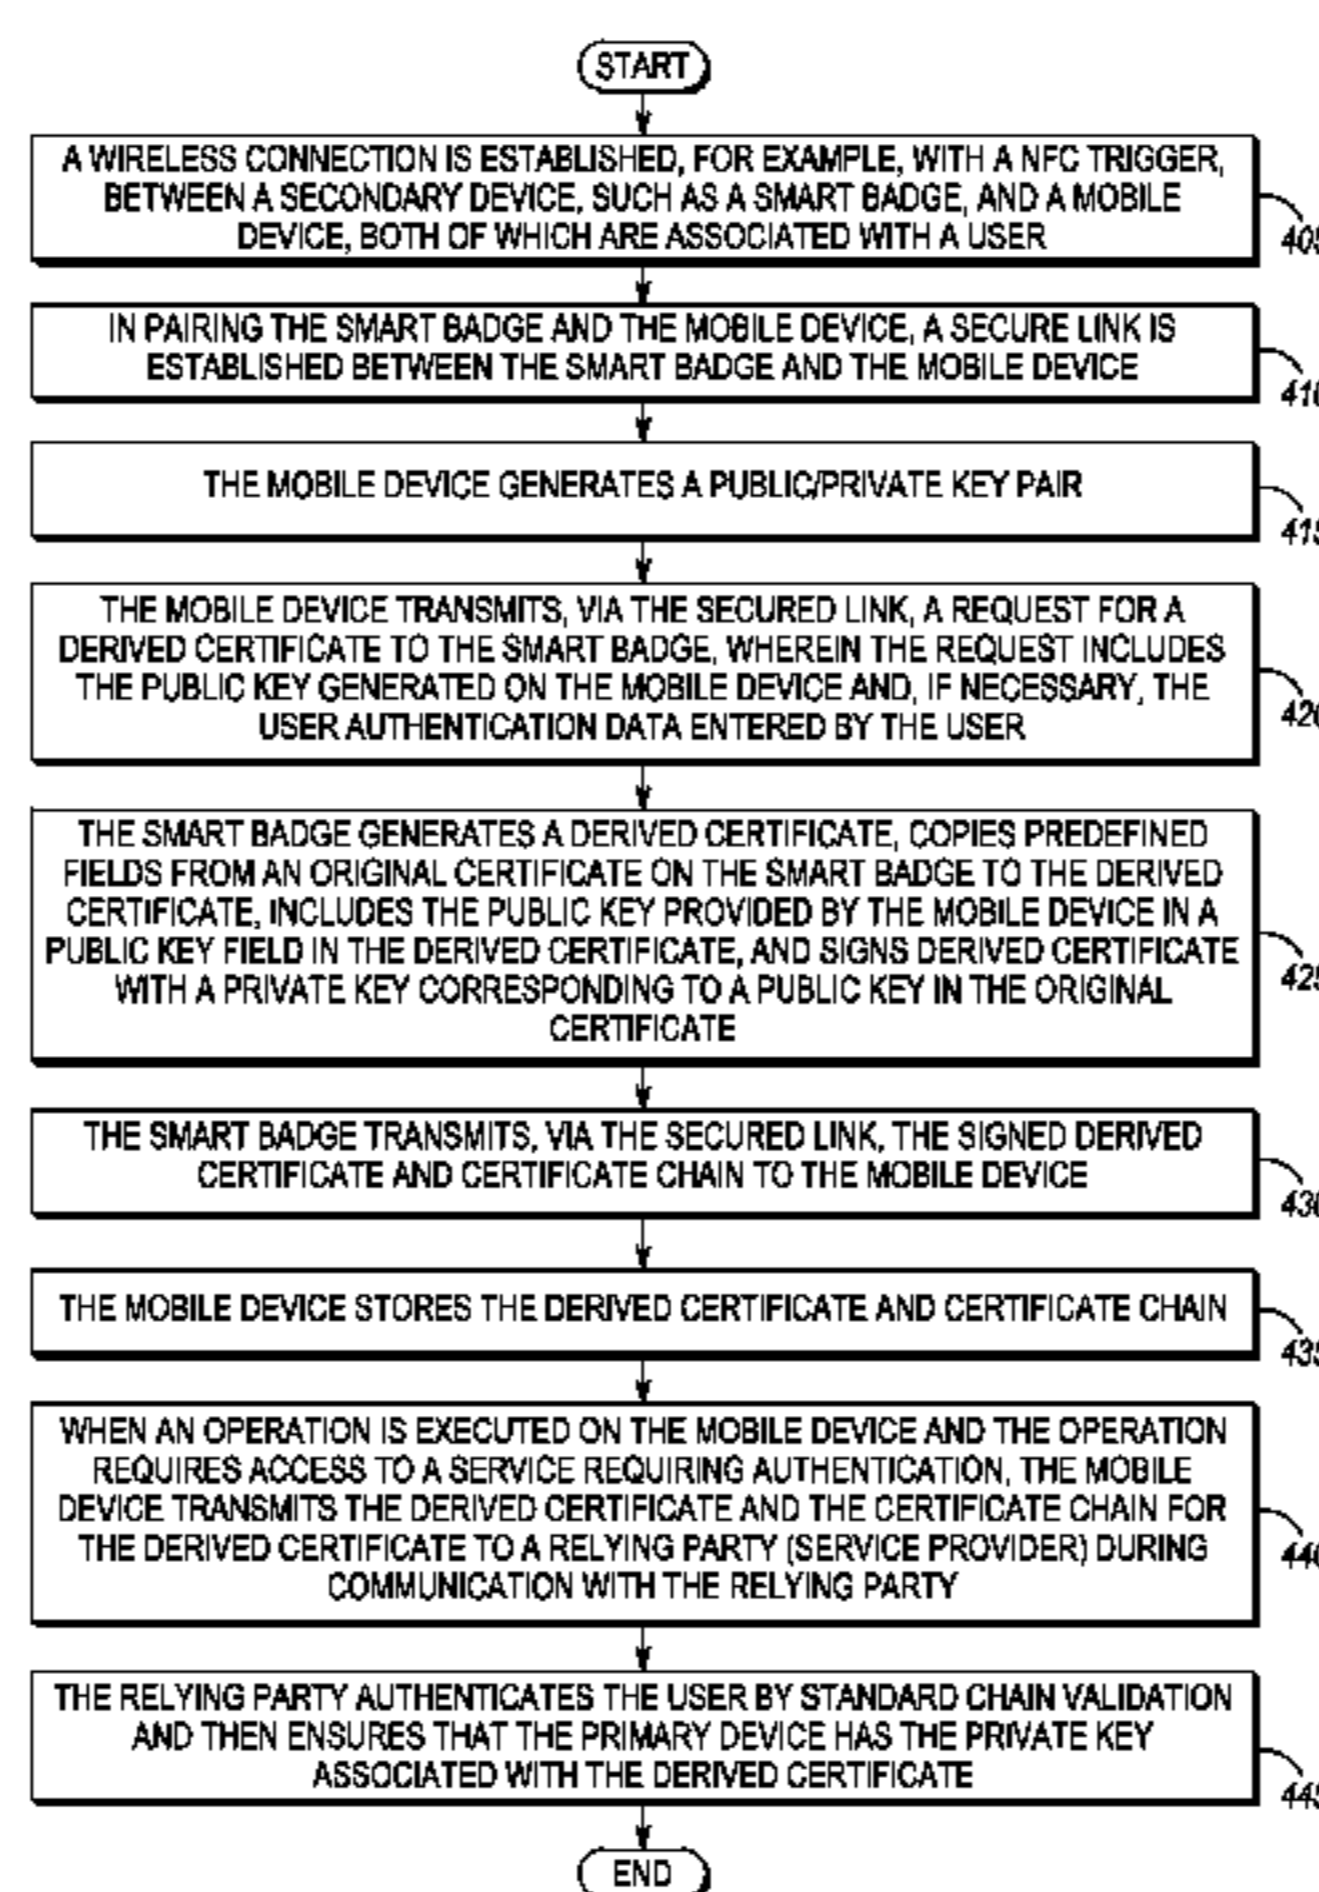 START
A WIRELESS CONNECTION IS ESTABLISHED, FOR EXAMPLE, WITH A NFC TRIGGER,
BETWEEN A SECONDARY DEVICE, SUCH AS A SMART BADGE, AND A MOBILE
DEVICE, BOTH OF WHICH ARE ASSOCIATED WITH A USER
405
IN PAIRING THE SMART BADGE AND THE MOBILE DEVICE, A SECURE LINK IS
ESTABLISHED BETWEEN THE SMART BADGE AND THE MOBILE DEVICE
410
THE MOBILE DEVICE GENERATES A PUBLIC/PRIVATE KEY PAIR
415
THE MOBILE DEVICE TRANSMITS, VIA THE SECURED LINK, A REQUEST FOR A
DERIVED CERTIFICATE TO THE SMART BADGE, WHEREIN THE REQUEST INCLUDES
THE PUBLIC KEY GENERATED ON THE MOBILE DEVICE AND, IF NECESSARY, THE
USER AUTHENTICATION DATA ENTERED BY THE USER
420
THE SMART BADGE GENERATES A DERIVED CERTIFICATE, COPIES PREDEFINED
FIELDS FROM AN ORIGINAL CERTIFICATE ON THE SMART BADGE TO THE DERIVED
CERTIFICATE, INCLUDES THE PUBLIC KEY PROVIDED BY THE MOBILE DEVICE IN A
PUBLIC KEY FIELD IN THE DERIVED CERTIFICATE, AND SIGNS DERIVED CERTIFICATE
WITH A PRIVATE KEY CORRESPONDING TO A PUBLIC KEY IN THE ORIGINAL
CERTIFICATE
425
THE SMART BADGE TRANSMITS, VIA THE SECURED LINK, THE SIGNED DERIVED
CERTIFICATE AND CERTIFICATE CHAIN TO THE MOBILE DEVICE
430
THE MOBILE DEVICE STORES THE DERIVED CERTIFICATE AND CERTIFICATE CHAIN
435
WHEN AN OPERATION IS EXECUTED ON THE MOBILE DEVICE AND THE OPERATION
REQUIRES ACCESS TO A SERVICE REQUIRING AUTHENTICATION, THE MOBILE
DEVICE TRANSMITS THE DERIVED CERTIFICATE AND THE CERTIFICATE CHAIN FOR
THE DERIVED CERTIFICATE TO A RELYING PARTY (SERVICE PROVIDER) DURING
COMMUNICATION WITH THE RELYING PARTY
440
THE RELYING PARTY AUTHENTICATES THE USER BY STANDARD CHAIN VALIDATION
AND THEN ENSURES THAT THE PRIMARY DEVICE HAS THE PRIVATE KEY
ASSOCIATED WITH THE DERIVED CERTIFICATE
445
END